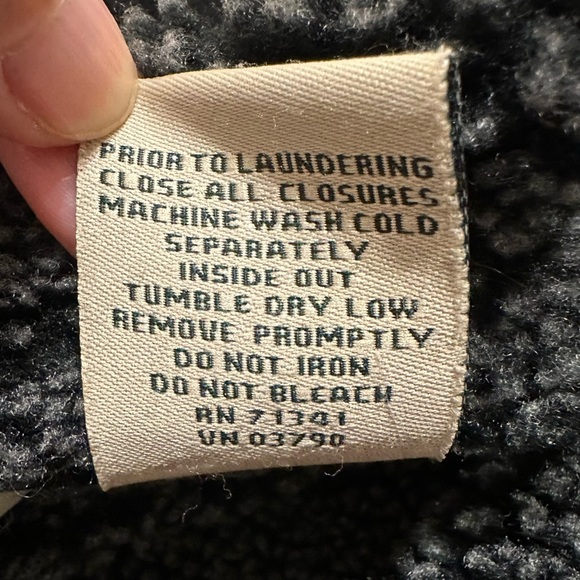 PRIOR TO LAUNDERING
CLOSE ALL CLOSURES
MACHINE WASH COLD
SEPARATELY
INSIDE OUT
TUMBLE DRY LOW
REMOVE PROMPTLY
DO NOT IRON
DO NOT BLEACH
RN 71341
VN 03790